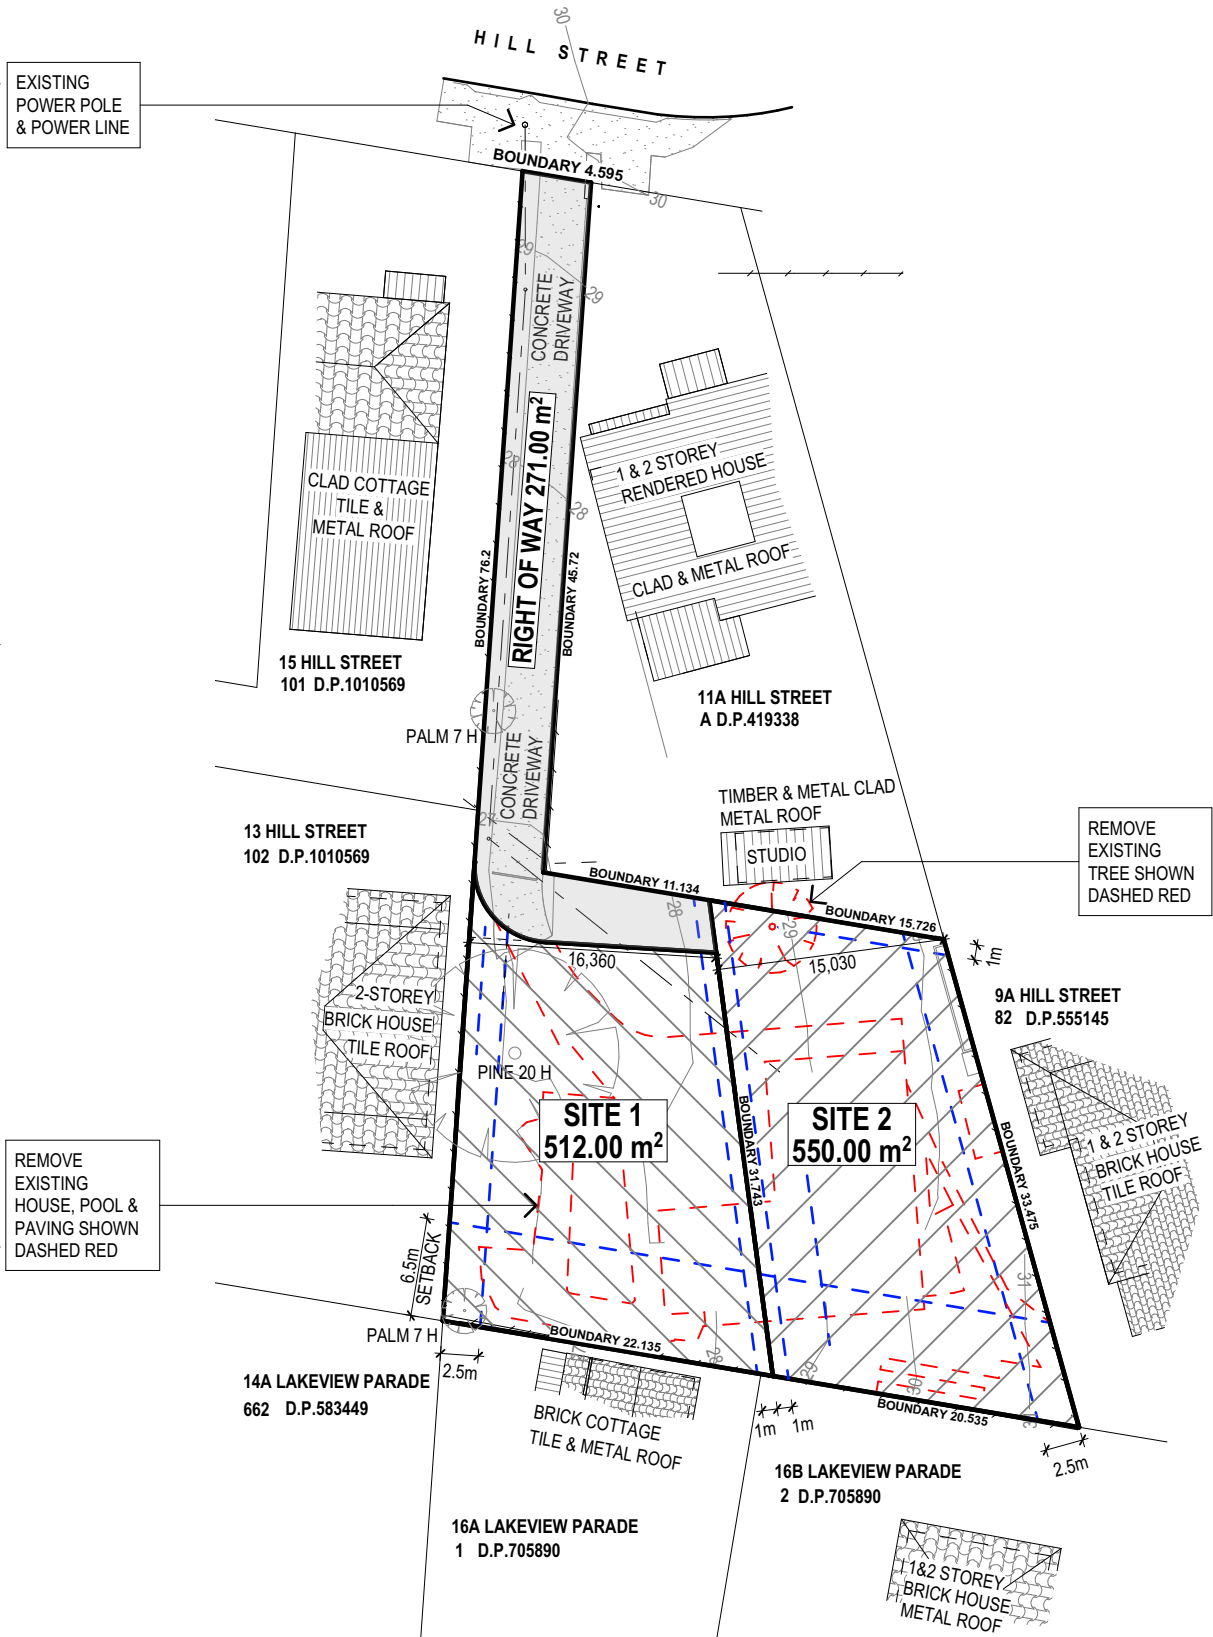 HILL STREET
30
EXISTING
POWER POLE
& POWER LINE
BOUNDARY 4.595
30
29
29
CONCRETE
DRIVEWAY
RIGHT OF WAY 271.00 m²
28
28
BOUNDARY 76.2
BOUNDARY 45.72
CLAD COTTAGE
TILE &
METAL ROOF
1 & 2 STOREY
RENDERED HOUSE
CLAD & METAL ROOF
15 HILL STREET
101 D.P.1010569
11A HILL STREET
A D.P.419338
PALM 7 H
CONCRETE
DRIVEWAY
27
TIMBER & METAL CLAD
METAL ROOF
STUDIO
13 HILL STREET
102 D.P.1010569
REMOVE
EXISTING
TREE SHOWN
DASHED RED
BOUNDARY 11.134
28
BOUNDARY 15.726
29
16,360
15,030
1m
2-STOREY
BRICK HOUSE
TILE ROOF
9A HILL STREET
82 D.P.555145
PINE 20 H
SITE 1
512.00 m²
SITE 2
550.00 m²
BOUNDARY 31.743
BOUNDARY 33.475
1 & 2 STOREY
BRICK HOUSE
TILE ROOF
REMOVE
EXISTING
HOUSE, POOL &
PAVING SHOWN
DASHED RED
6.5m
SETBACK
31
PALM 7 H
BOUNDARY 22.135
28
29
30
BOUNDARY 20.535
2.5m
14A LAKEVIEW PARADE
662 D.P.583449
BRICK COTTAGE
TILE & METAL ROOF
1m 1m
2.5m
16B LAKEVIEW PARADE
2 D.P.705890
16A LAKEVIEW PARADE
1 D.P.705890
1&2 STOREY
BRICK HOUSE
METAL ROOF